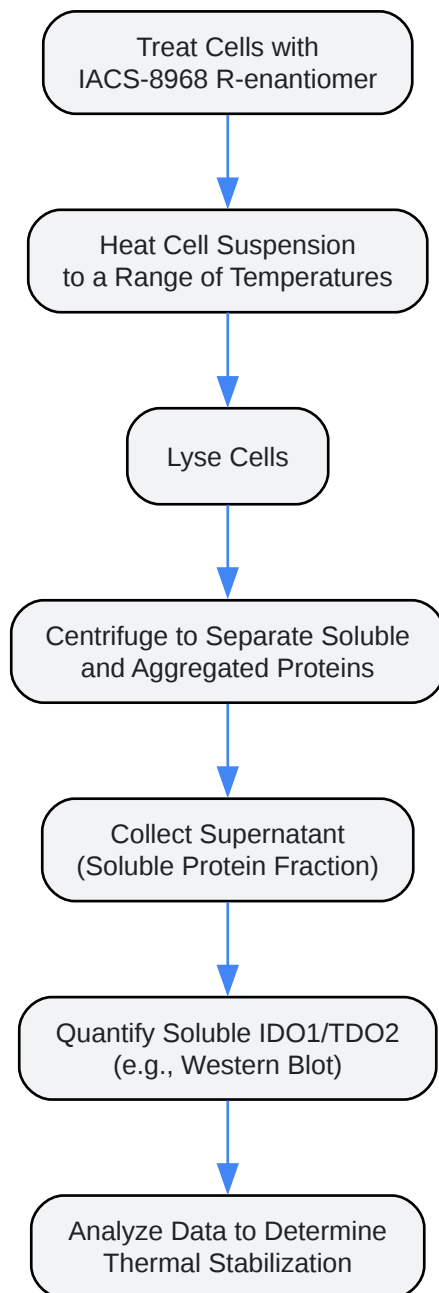 Treat Cells with
IACS-8968 R-enantiomer
Heat Cell Suspension
to a Range of Temperatures
Lyse Cells
Centrifuge to Separate Soluble
and Aggregated Proteins
Collect Supernatant
(Soluble Protein Fraction)
Quantify Soluble IDO1/TDO2
(e.g., Western Blot)
Analyze Data to Determine
Thermal Stabilization